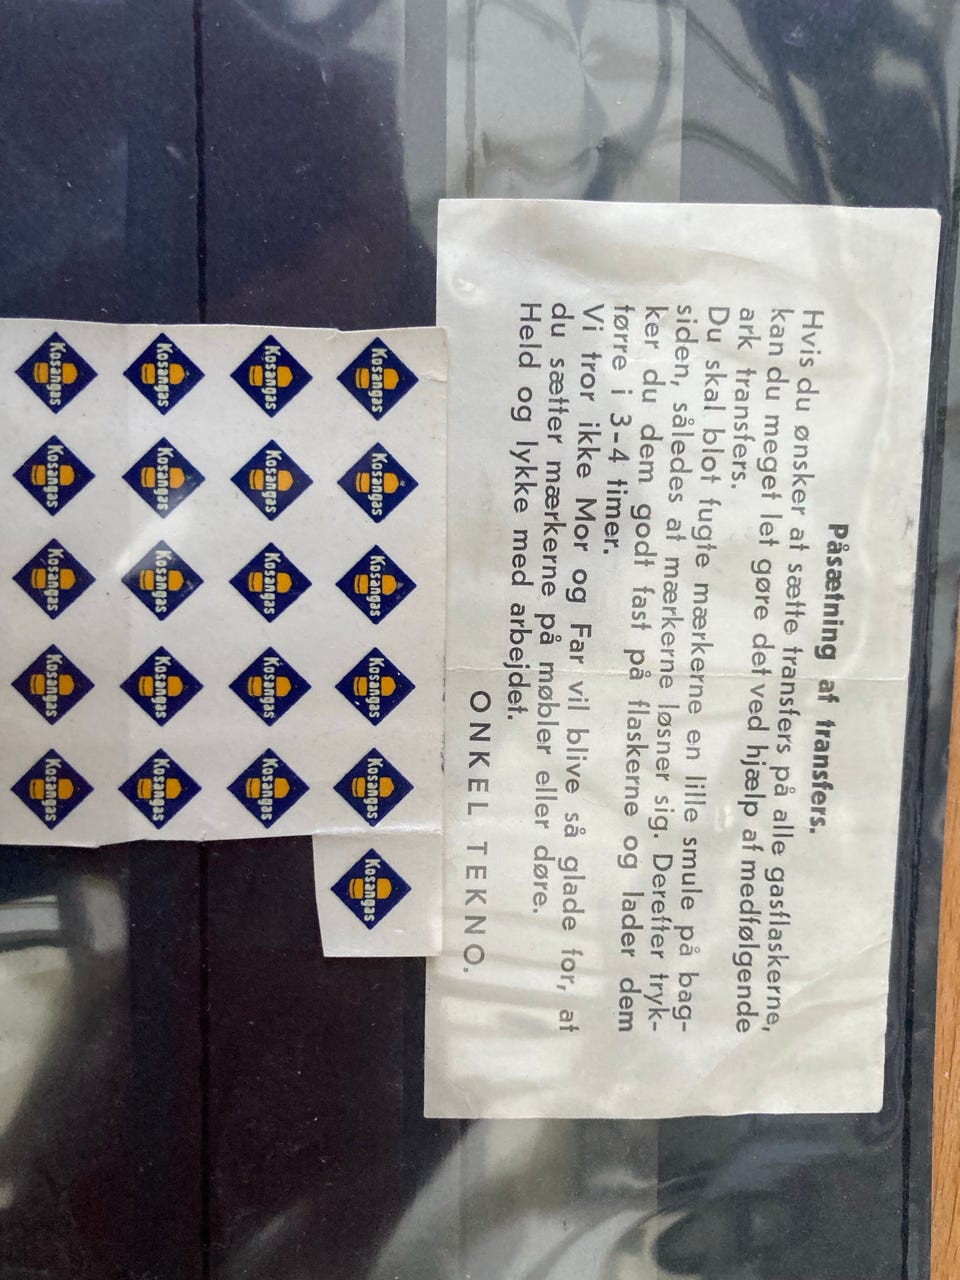 Påsætning af transfers.
Hvis du ønsker at sætte transfers på alle gasflaskerne,
kan du meget let gøre det ved hjælp af medfølgende
ark transfers.
Du skal blot fugte mærkerne en lille smule på bag-
siden, således at mærkerne løsner sig. Derefter tryk-
ker du dem godt fast på flaskerne og lader dem
tørre i 3-4 timer.
Vi tror ikke Mor og Far vil blive så glade for, at
du sætter mærkerne på møbler eller døre.
Held og lykke med arbejdet.
ONKEL TEKNO.
Kosangas Kosangas Kosangas Kosangas Kosangas Kosangas
Kosangas Kosangas Kosangas Kosangas Kosangas
Kosangas Kosangas Kosangas Kosangas Kosangas
Kosangas Kosangas Kosangas Kosangas Kosangas